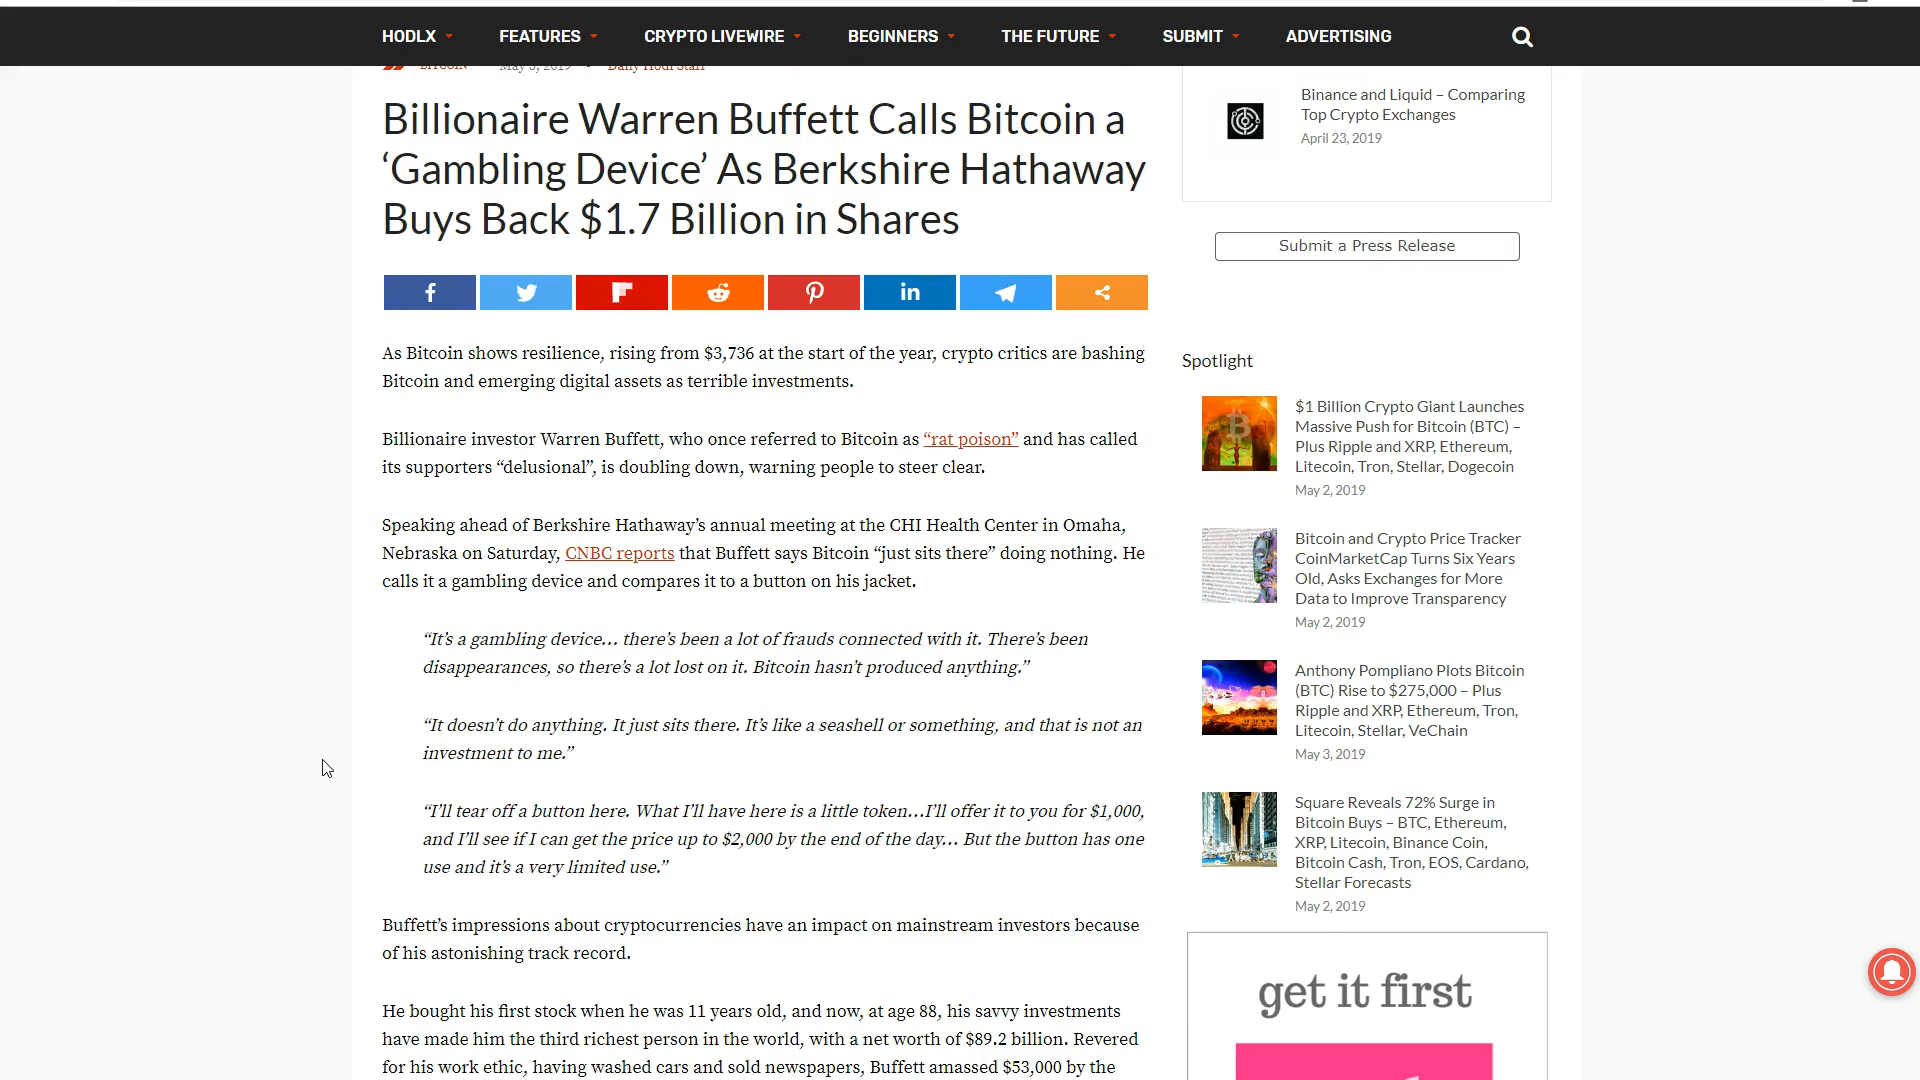 HODLX
FEATURES
CRYPTO LIVEWIRE
BEGINNERS
THE FUTURE
SUBMIT
ADVERTISING
BITCOIN May 5, 2019 - Daily Hodl Staff
Billionaire Warren Buffett Calls Bitcoin a
‘Gambling Device’ As Berkshire Hathaway
Buys Back $1.7 Billion in Shares
As Bitcoin shows resilience, rising from $3,736 at the start of the year, crypto critics are bashing
Bitcoin and emerging digital assets as terrible investments.
Billionaire investor Warren Buffett, who once referred to Bitcoin as “rat poison” and has called
its supporters “delusional”, is doubling down, warning people to steer clear.
Speaking ahead of Berkshire Hathaway’s annual meeting at the CHI Health Center in Omaha,
Nebraska on Saturday, CNBC reports that Buffett says Bitcoin “just sits there” doing nothing. He
calls it a gambling device and compares it to a button on his jacket.
“It’s a gambling device… there’s been a lot of frauds connected with it. There’s been
disappearances, so there’s a lot lost on it. Bitcoin hasn’t produced anything.”
“It doesn’t do anything. It just sits there. It’s like a seashell or something, and that is not an
investment to me.”
“I’ll tear off a button here. What I’ll have here is a little token…I’ll offer it to you for $1,000,
and I’ll see if I can get the price up to $2,000 by the end of the day… But the button has one
use and it’s a very limited use.”
Buffett’s impressions about cryptocurrencies have an impact on mainstream investors because
of his astonishing track record.
He bought his first stock when he was 11 years old, and now, at age 88, his savvy investments
have made him the third richest person in the world, with a net worth of $89.2 billion. Revered
for his work ethic, having washed cars and sold newspapers, Buffett amassed $53,000 by the
Binance and Liquid – Comparing
Top Crypto Exchanges
April 23, 2019
Submit a Press Release
Spotlight
$1 Billion Crypto Giant Launches
Massive Push for Bitcoin (BTC) –
Plus Ripple and XRP, Ethereum,
Litecoin, Tron, Stellar, Dogecoin
May 2, 2019
Bitcoin and Crypto Price Tracker
CoinMarketCap Turns Six Years
Old, Asks Exchanges for More
Data to Improve Transparency
May 2, 2019
Anthony Pompliano Plots Bitcoin
(BTC) Rise to $275,000 – Plus
Ripple and XRP, Ethereum, Tron,
Litecoin, Stellar, VeChain
May 3, 2019
Square Reveals 72% Surge in
Bitcoin Buys – BTC, Ethereum,
XRP, Litecoin, Binance Coin,
Bitcoin Cash, Tron, EOS, Cardano,
Stellar Forecasts
May 2, 2019
get it first